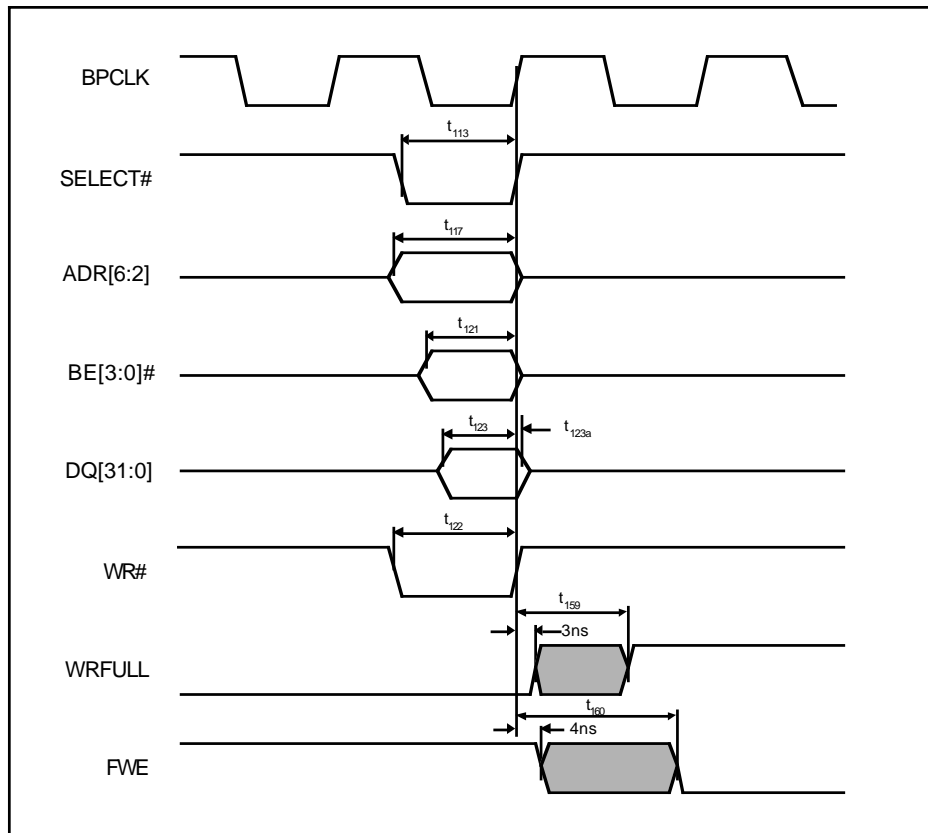 BPCLK
t113
SELECT#
t117
ADR[6:2]
t121
BE[3:0]#
t123
t123a
DQ[31:0]
t122
WR#
t159
3ns
WRFULL
t160
4ns
FWE